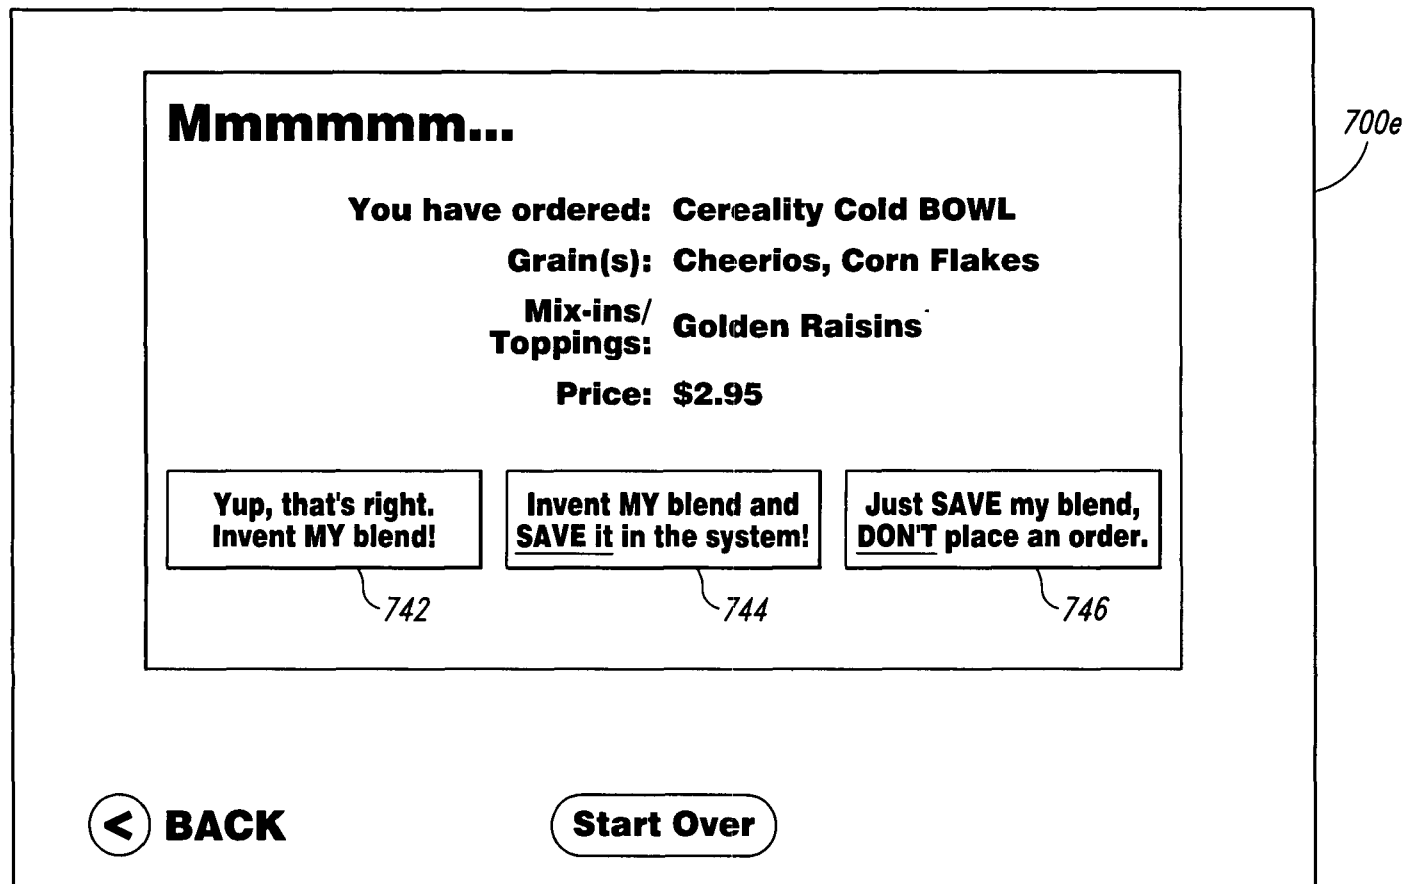 Mmmmmm...
700e
You have ordered: Cereality Cold BOWL
Grain(s): Cheerios, Corn Flakes
Mix-ins/
Toppings: Golden Raisins
Price: $2.95
Yup, that's right.
Invent MY blend!
Invent MY blend and
SAVE it in the system!
Just SAVE my blend,
DON'T place an order.
742
744
746
< BACK
Start Over